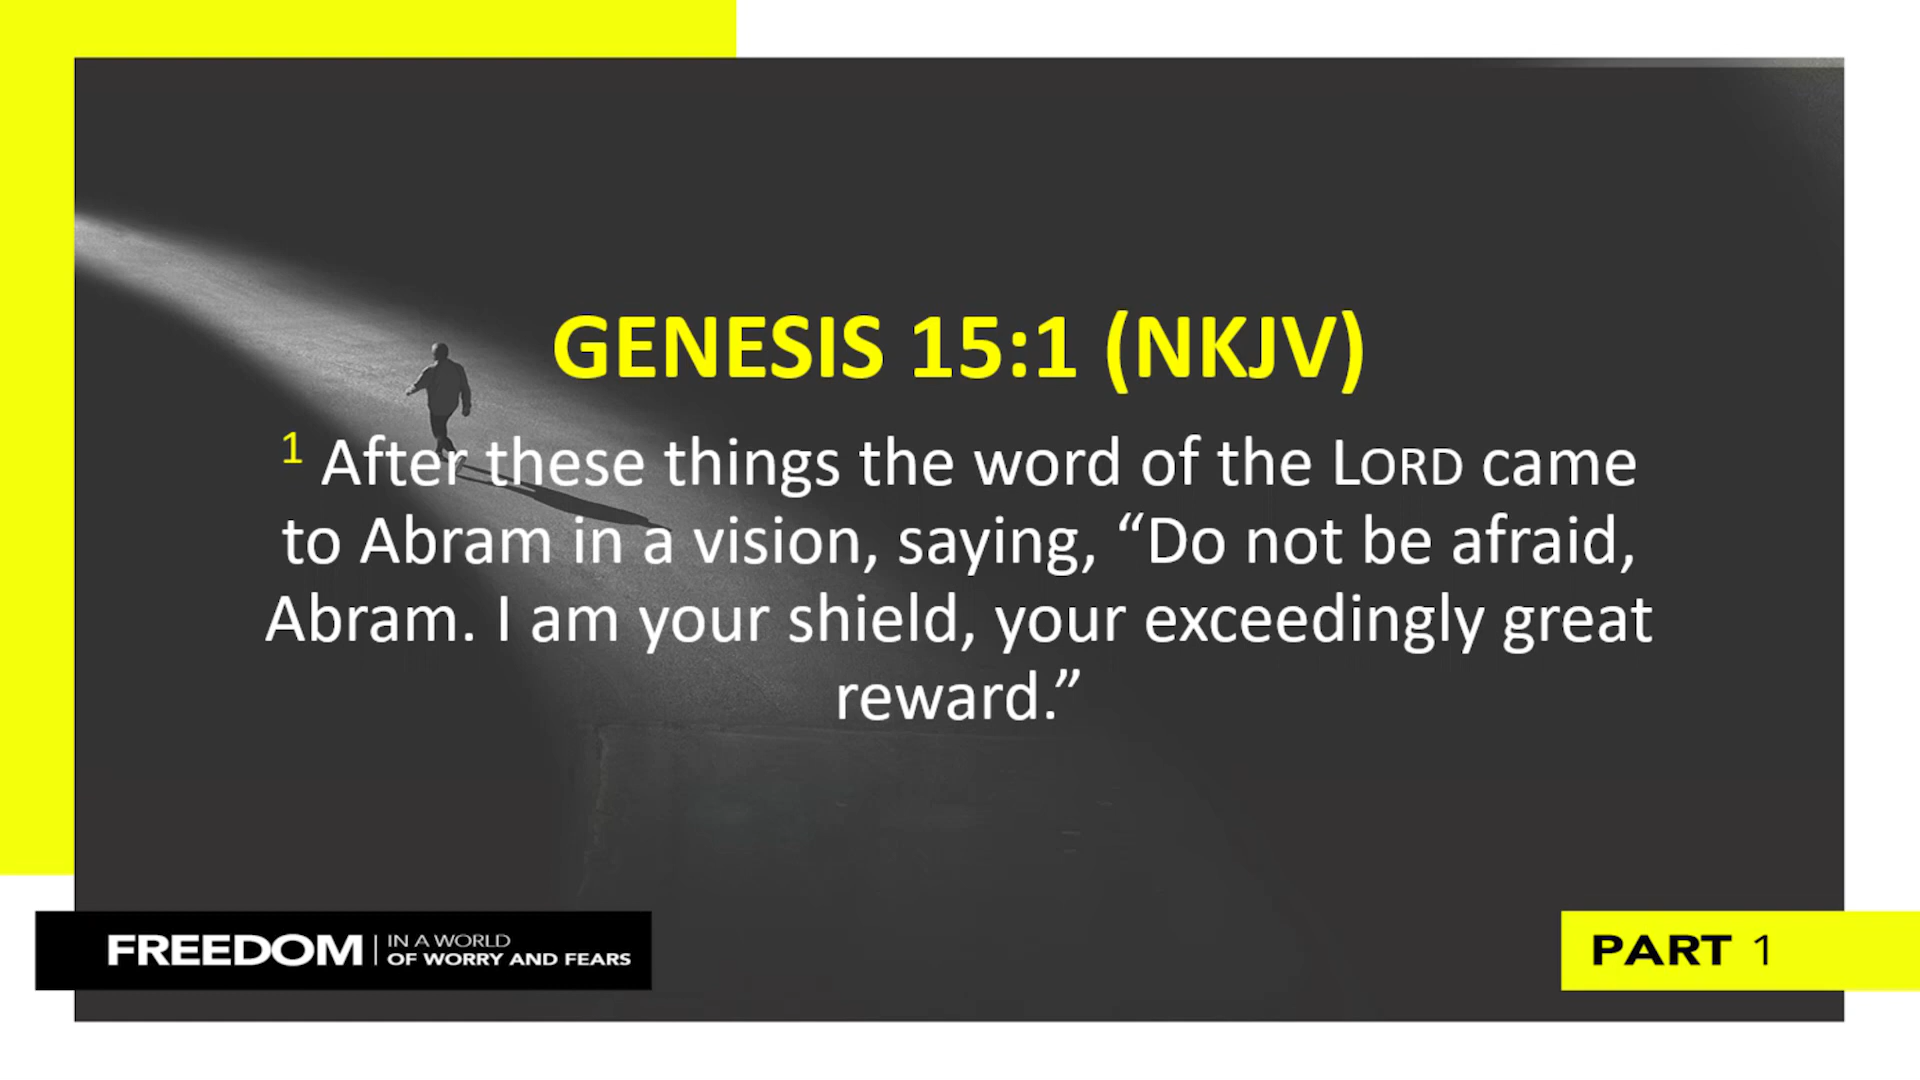 GENESIS 15:1 (NKJV)
1 After these things the word of the LORD came
to Abram in a vision, saying, “Do not be afraid,
Abram. I am your shield, your exceedingly great
reward.”
FREEDOM
IN A WORLD
OF WORRY AND FEARS
PART 1